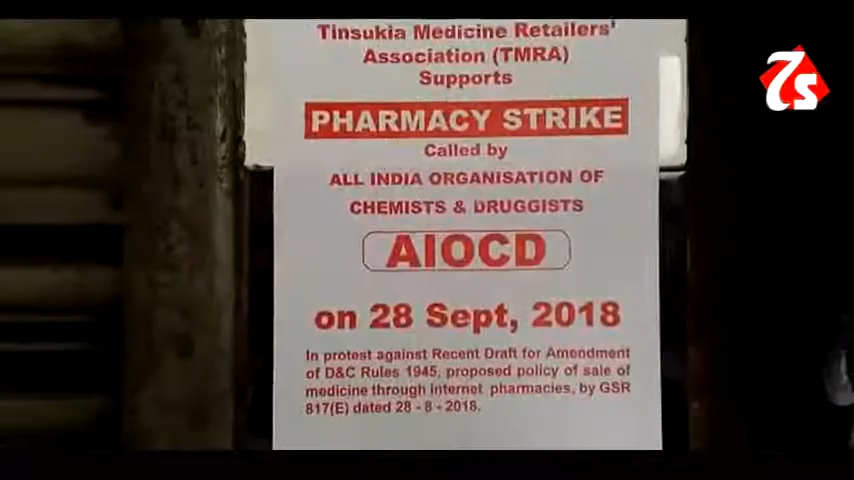 Tinsukia Medicine Retailers'
Association (TMRA)
Supports
PHARMACY STRIKE
Called by
ALL INDIA ORGANISATION OF
CHEMISTS & DRUGGISTS
AIOCD
on 28 Sept, 2018
In protest against Recent Draft for Amendment
of D&C Rules 1945, proposed policy of sale of
medicine through Internet pharmacies, by GSR
817(E) dated 28 - 8 - 2018.
7S